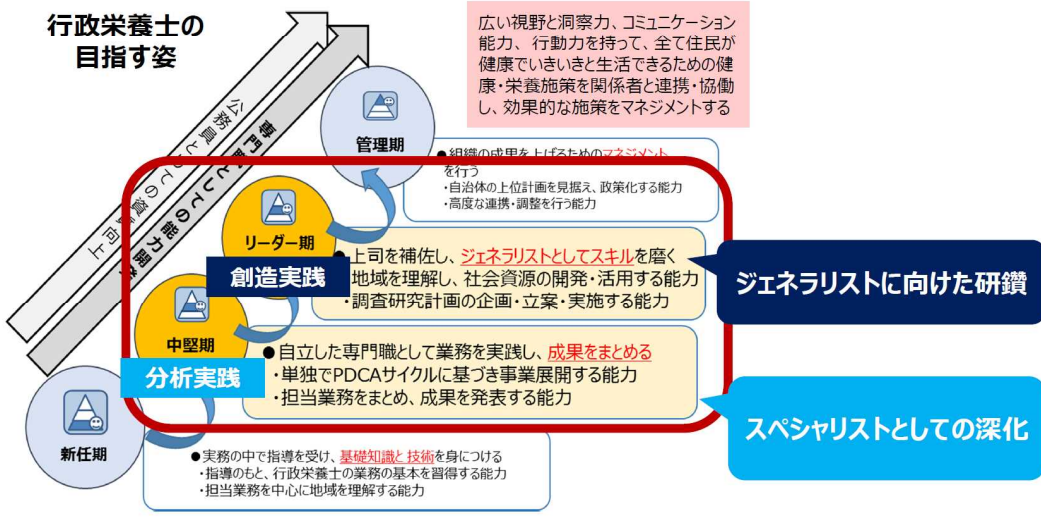 行政栄養士の
目指す姿
広い視野と洞察力、コミュニケーション
能力、 行動力を持って、全て住民が
健康でいきいきと生活できるための健
康・栄養施策を関係者と連携・協働
し、効果的な施策をマネジメントする
公務員としての資質向上
専門職としての能力開発
管理期
●組織の成果を上げるためのマネジメント
を行う
・自治体の上位計画を見据え、政策化する能力
・高度な連携・調整を行う能力
リーダー期
創造実践
●上司を補佐し、ジェネラリストとしてスキルを磨く
地域を理解し、社会資源の開発・活用する能力
・調査研究計画の企画・立案・実施する能力
ジェネラリストに向けた研鑽
中堅期
分析実践
●自立した専門職として業務を実践し、成果をまとめる
・単独でPDCAサイクルに基づき事業展開する能力
・担当業務をまとめ、成果を発表する能力
スペシャリストとしての深化
新任期
●実務の中で指導を受け、基礎知識と技術を身につける
・指導のもと、行政栄養士の業務の基本を習得する能力
・担当業務を中心に地域を理解する能力